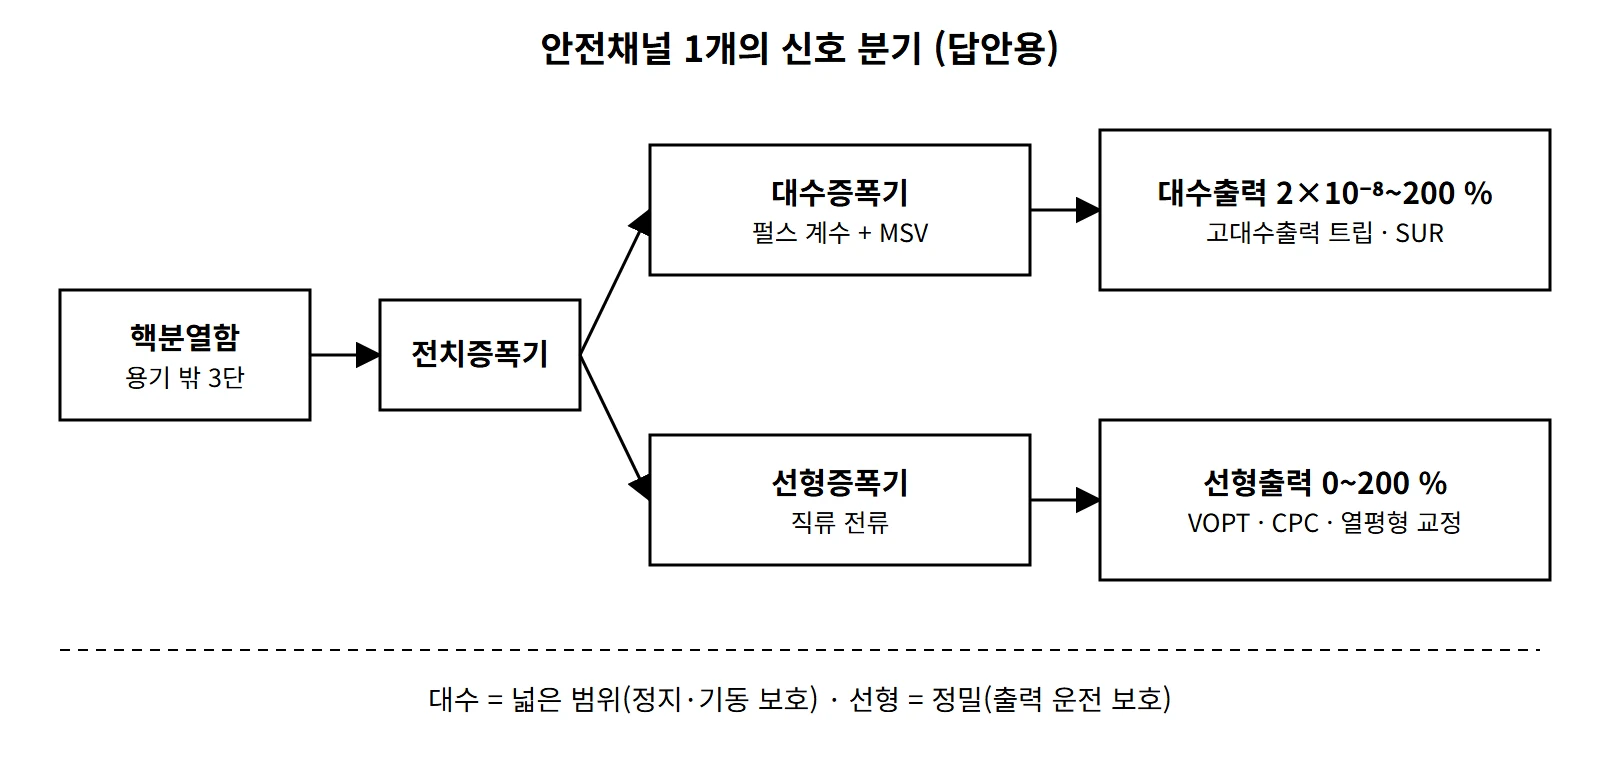 안전채널 1개의 신호 분기 (답안용)
핵분열함
용기 밖 3단
전치증폭기
대수증폭기
펄스 계수 + MSV
대수출력 2×10⁻⁸~200 %
고대수출력 트립 · SUR
선형증폭기
직류 전류
선형출력 0~200 %
VOPT · CPC · 열평형 교정
대수 = 넓은 범위(정지·기동 보호) · 선형 = 정밀(출력 운전 보호)